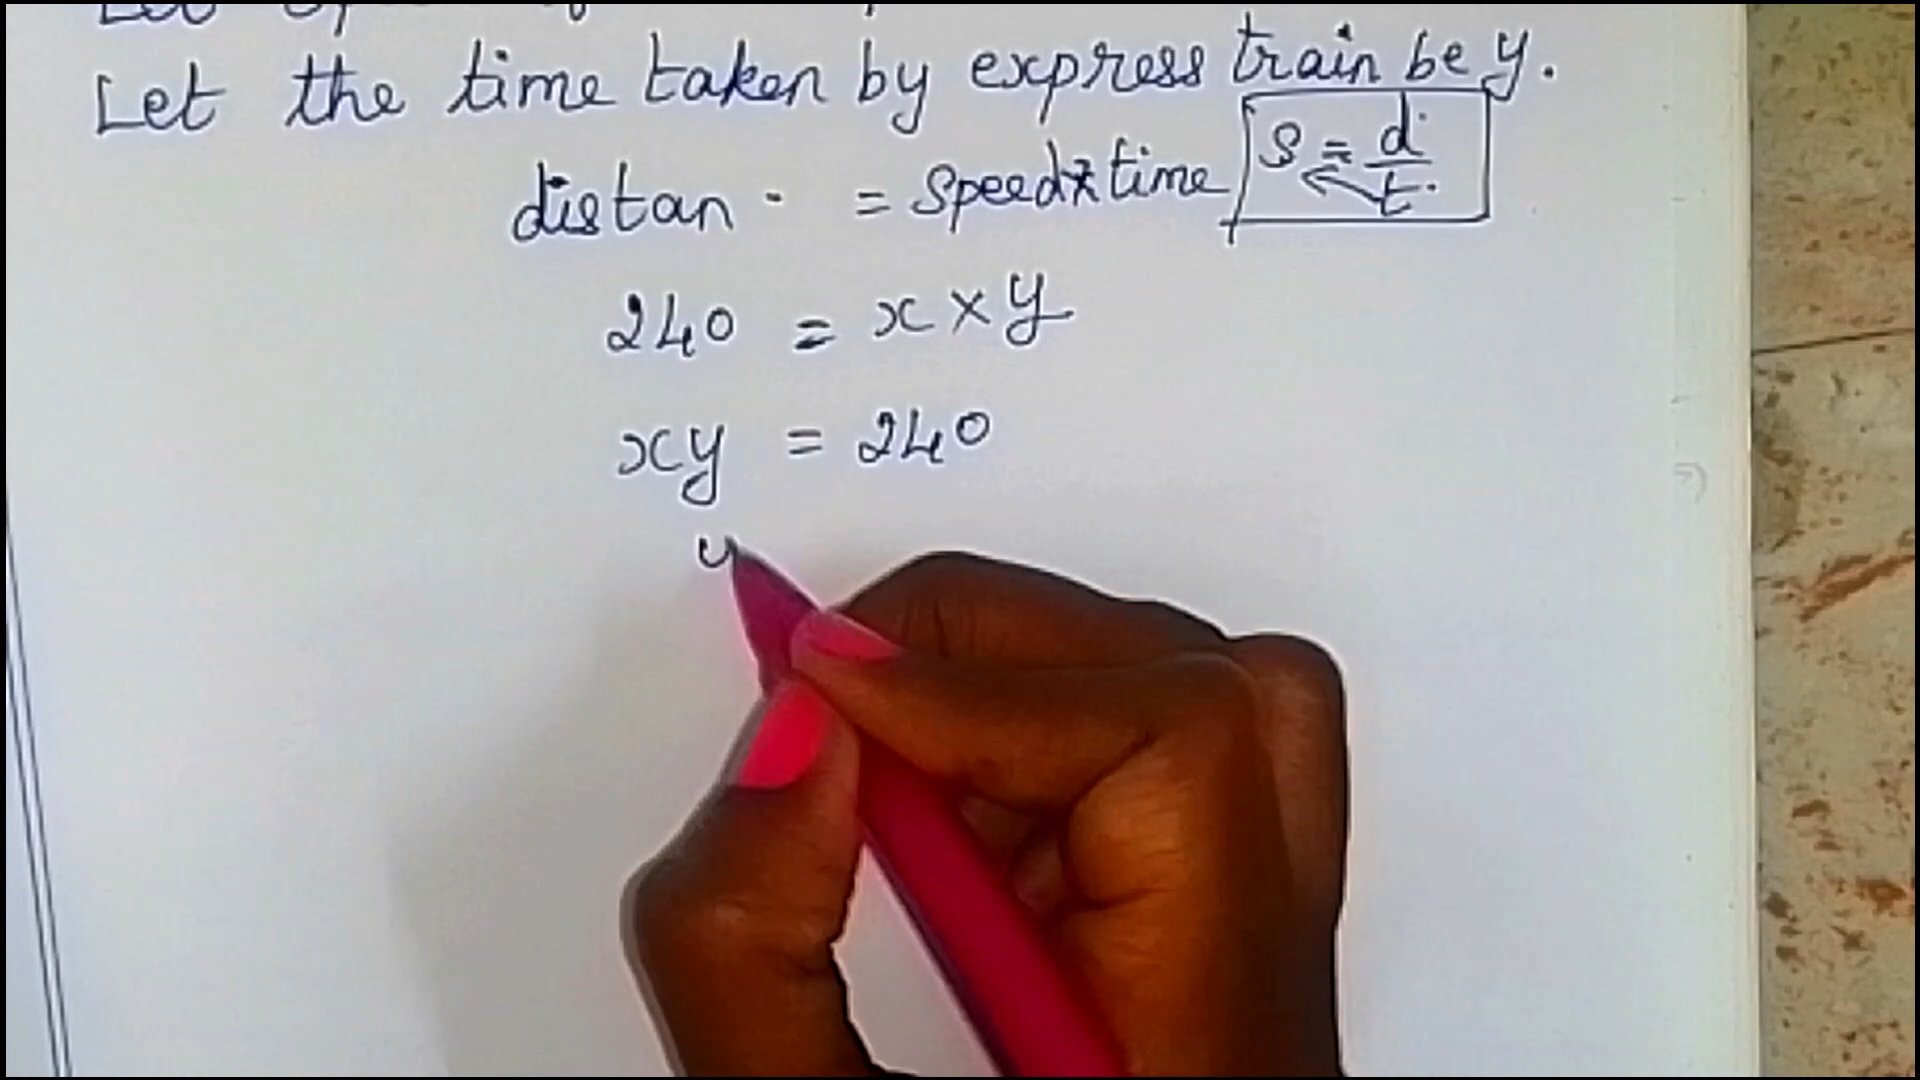 Let the time taken by express train be y.
distan = speed × time s = d/t
240 = x × y
xy = 240
y